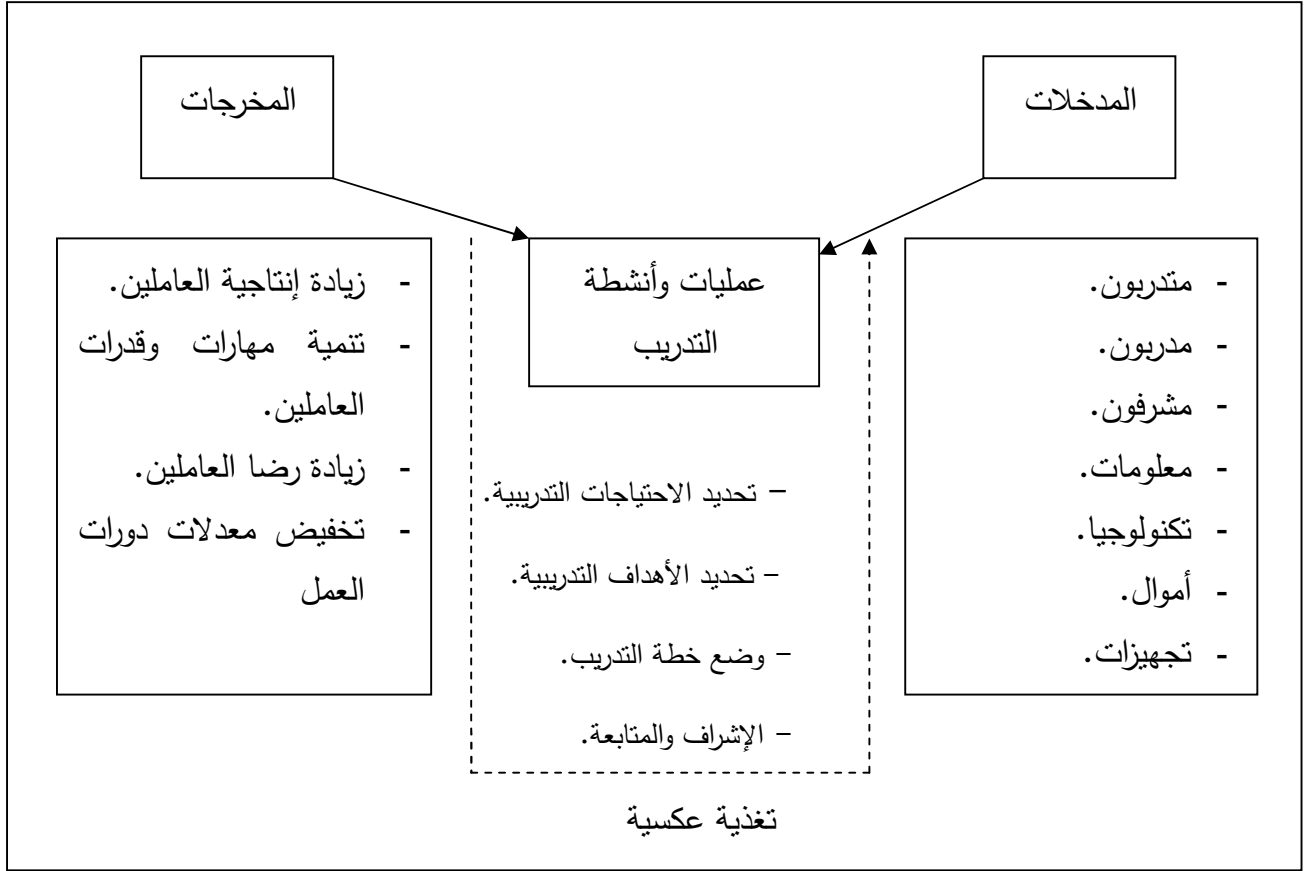 المدخلات
المخرجات
- متدربون.
- مدربون.
- مشرفون.
- معلومات.
- تكنولوجيا.
- أموال.
- تجهيزات.
عمليات وأنشطة
التدريب
– تحديد الاحتياجات التدريبية.
– تحديد الأهداف التدريبية.
– وضع خطة التدريب.
– الإشراف والمتابعة.
- زيادة إنتاجية العاملين.
- تنمية مهارات وقدرات
العاملين.
- زيادة رضا العاملين.
- تخفيض معدلات دورات
العمل
تغذية عكسية